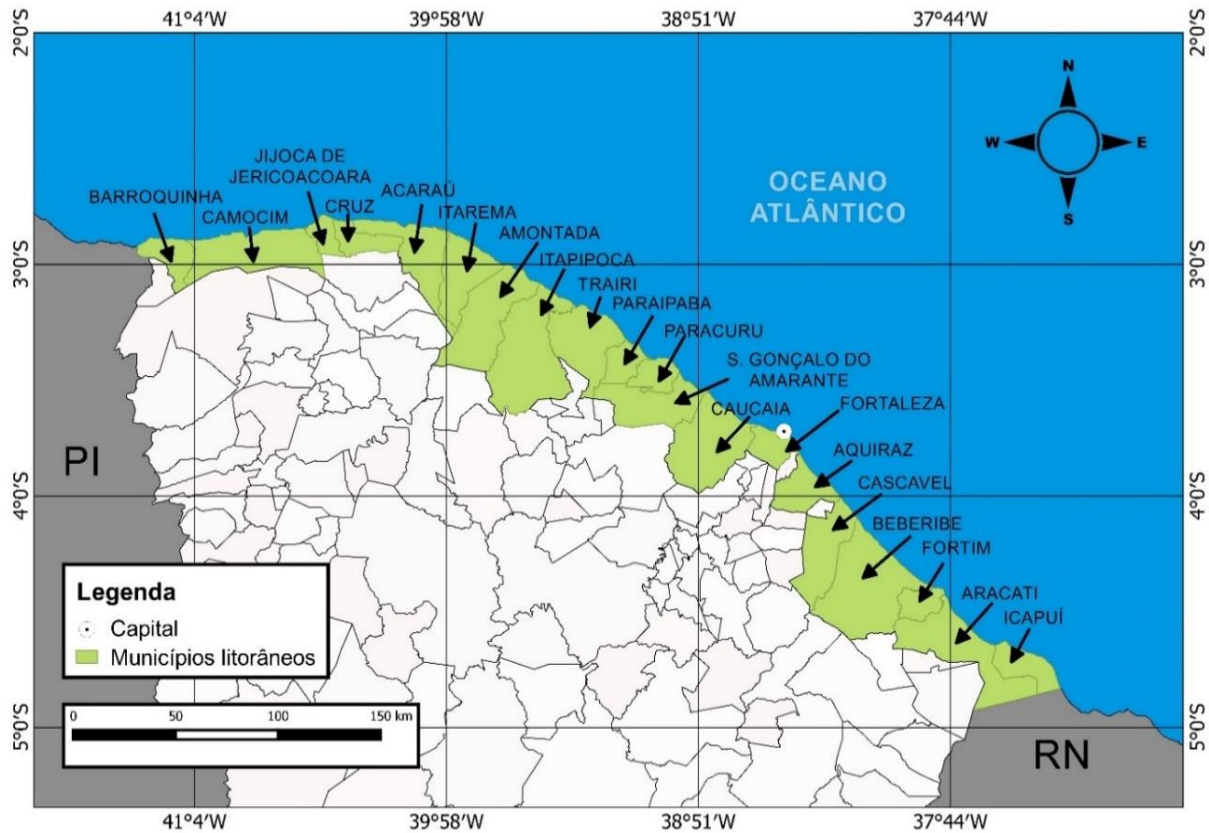 41°4'W 39°58'W 38°51'W 37°44'W
2°0'S 2°0'S
N
W E
S
OCEANO
ATLÂNTICO
BARROQUINHA
CAMOCIM
JIJOCA DE
JERICOACOARA
CRUZ
ACARAÚ
ITAREMA
AMONTADA
ITAPIPOCA
TRAIRI
PARAIPABA
PARACURU
S. GONÇALO DO
AMARANTE
CAUCAIA
FORTALEZA
AQUIRAZ
CASCAVEL
BEBERIBE
FORTIM
ARACATI
ICAPUÍ
3°0'S 3°0'S
4°0'S 4°0'S
5°0'S 5°0'S
PI
RN
Legenda
Capital
Municípios litorâneos
0 50 100 150 km
41°4'W 39°58'W 38°51'W 37°44'W